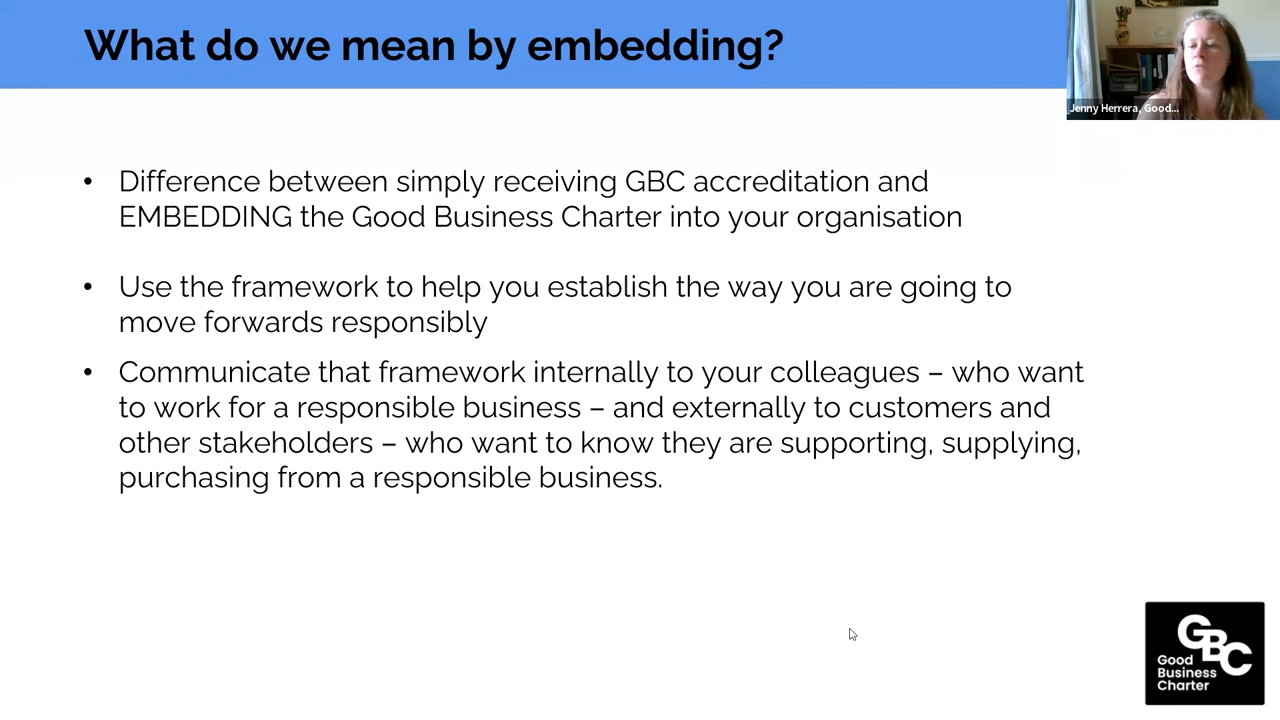 What do we mean by embedding?
Jenny Herrera, Good...
• Difference between simply receiving GBC accreditation and
EMBEDDING the Good Business Charter into your organisation
• Use the framework to help you establish the way you are going to
move forwards responsibly
• Communicate that framework internally to your colleagues – who want
to work for a responsible business – and externally to customers and
other stakeholders – who want to know they are supporting, supplying,
purchasing from a responsible business.
GBC
Good
Business
Charter